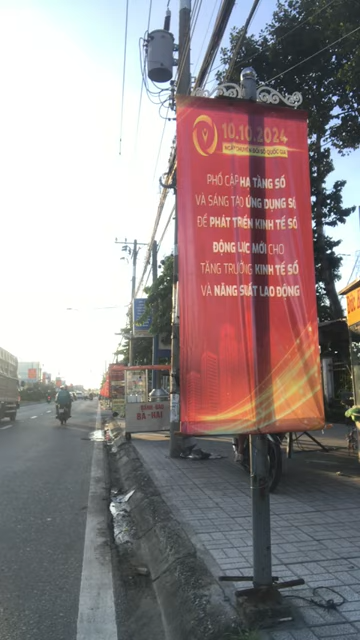 10.10.2024
NGÀY CHUYỂN ĐỔI SỐ QUỐC GIA
PHỔ CẬP HẠ TẦNG SỐ
VÀ SÁNG TẠO ỨNG DỤNG SỐ
ĐỂ PHÁT TRIỂN KINH TẾ SỐ
ĐỘNG LỰC MỚI CHO
TĂNG TRƯỞNG KINH TẾ SỐ
VÀ NĂNG SUẤT LAO ĐỘNG
BA-HAI